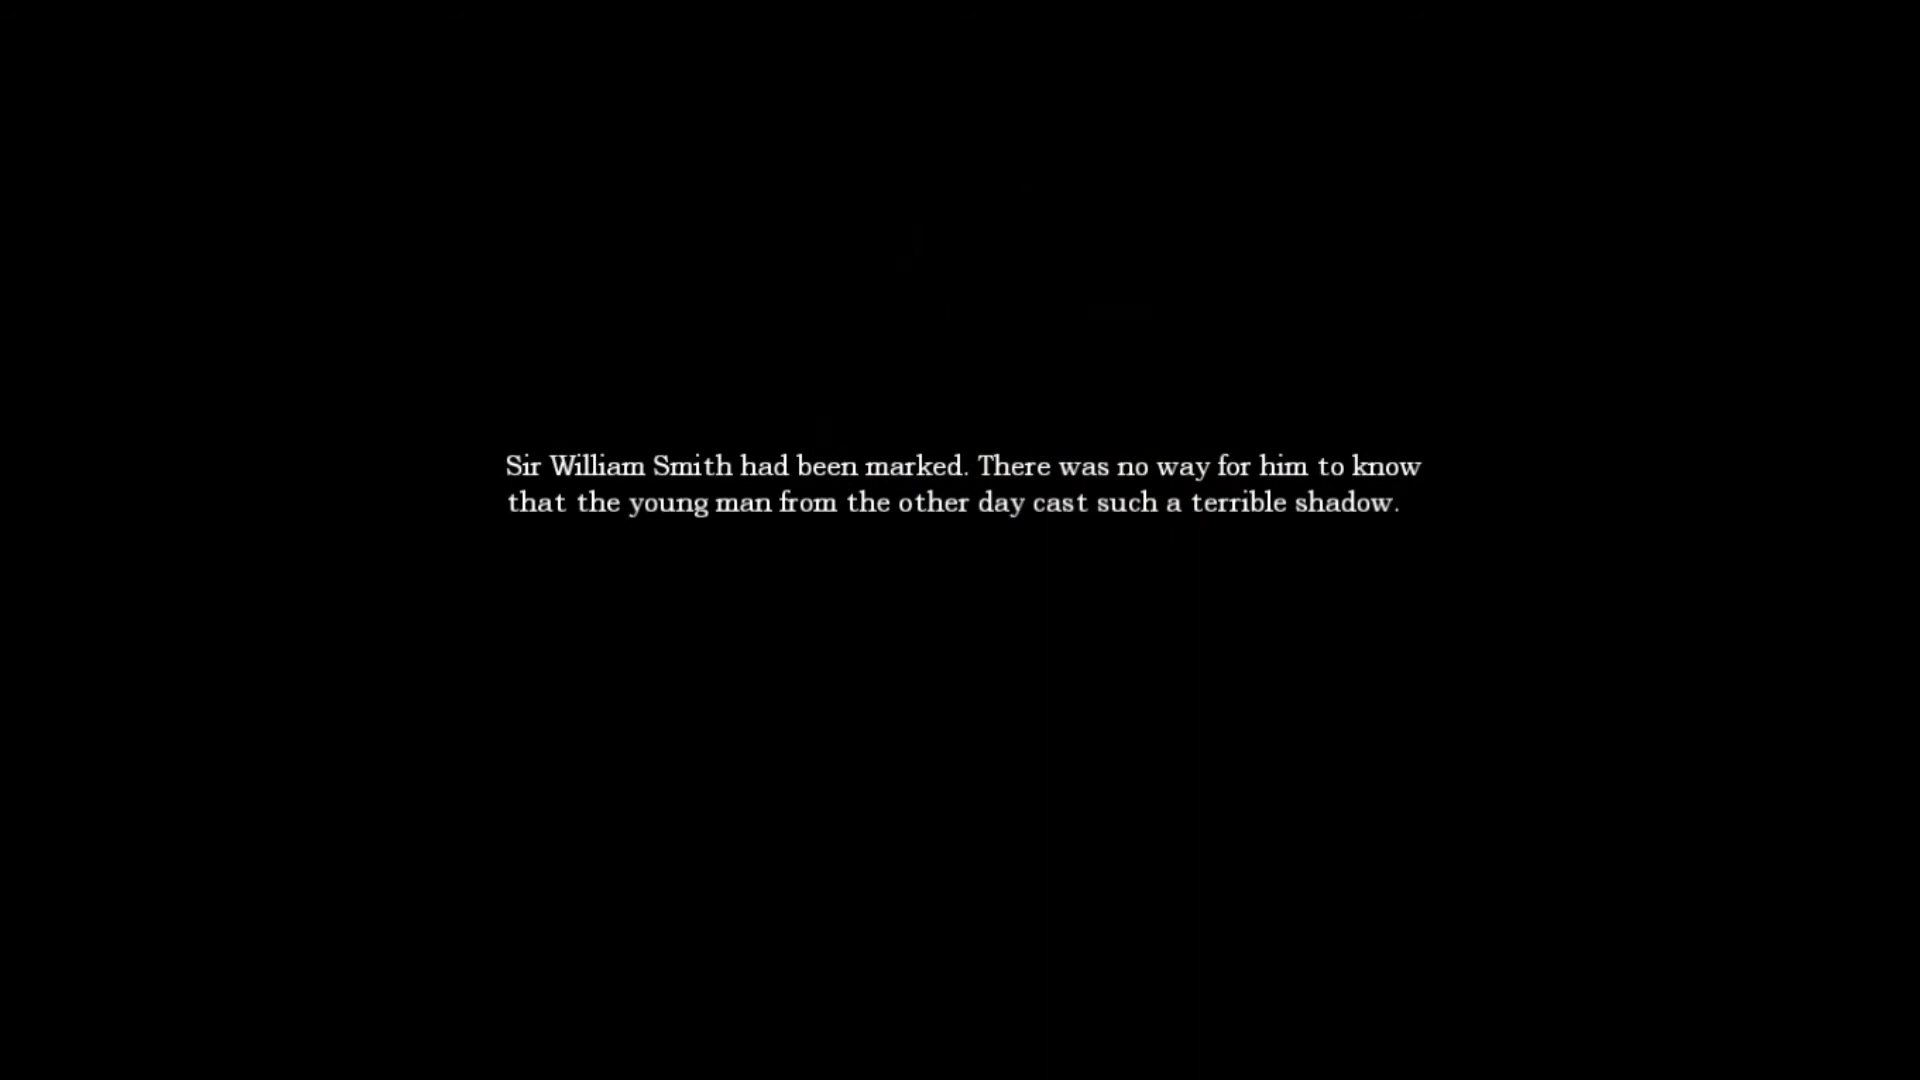 Sir William Smith had been marked. There was no way for him to know
that the young man from the other day cast such a terrible shadow.